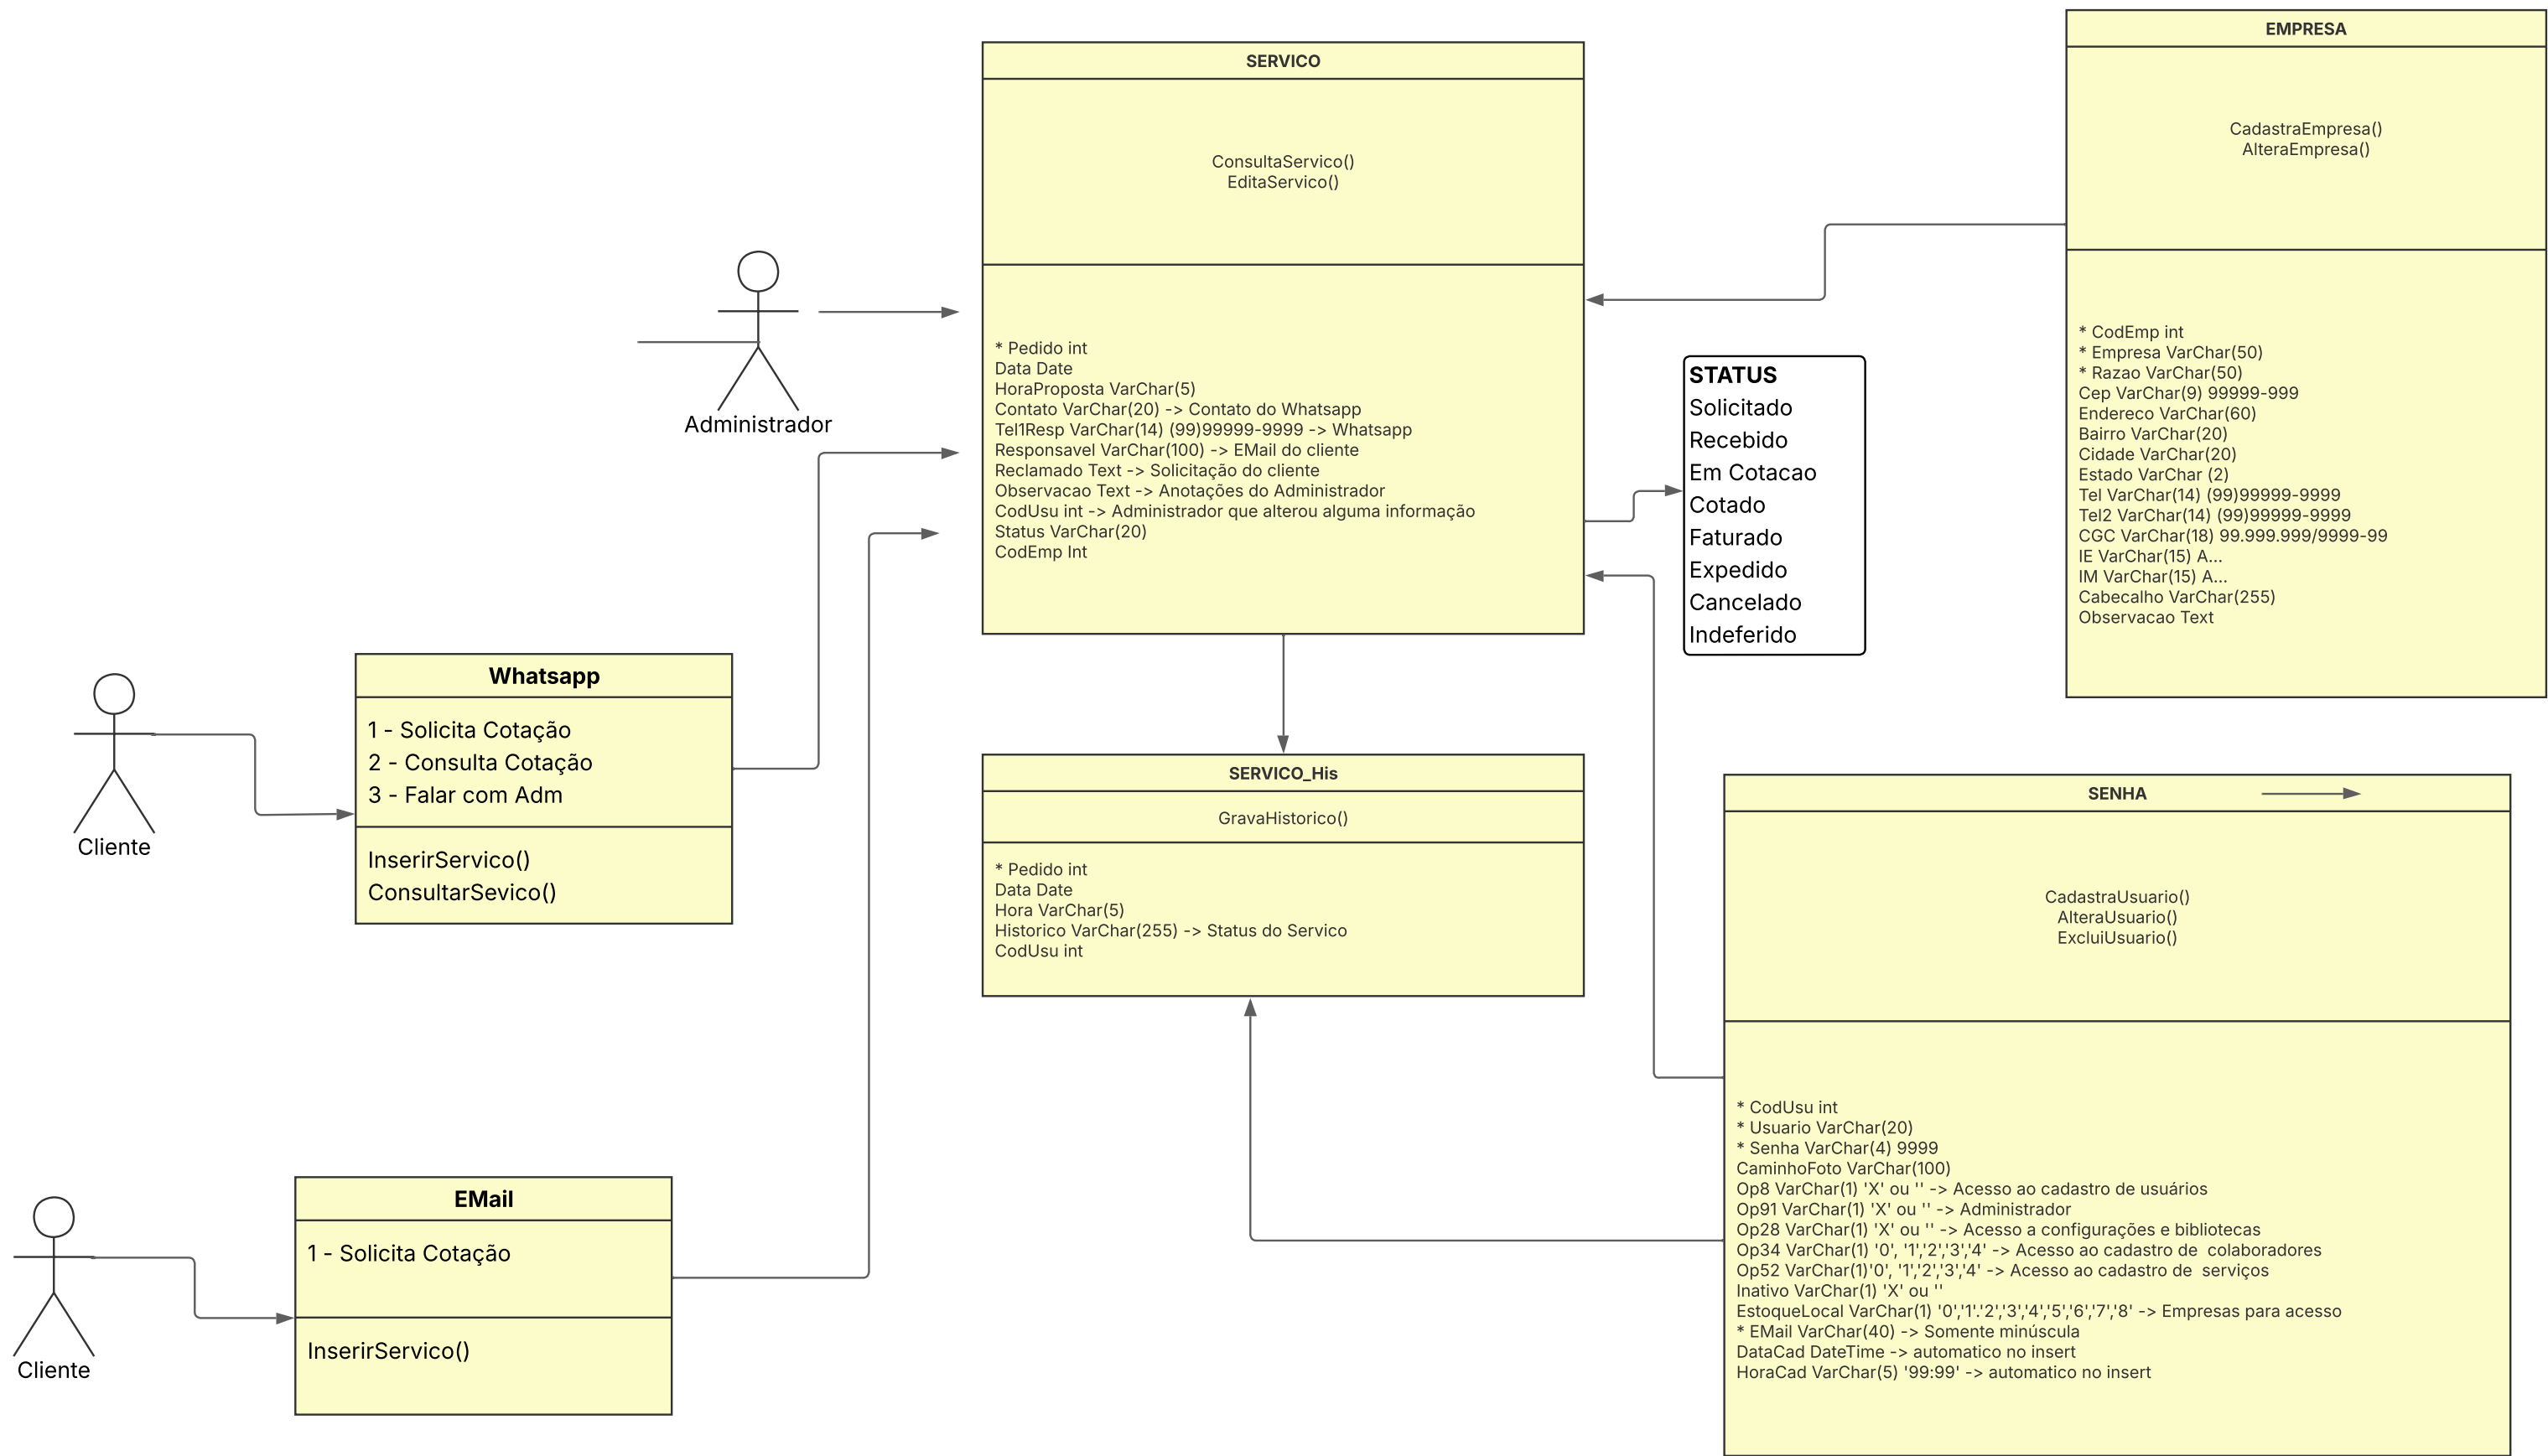 SERVICO
ConsultaServico()
EditaServico()
* Pedido int
Data Date
HoraProposta VarChar(5)
Contato VarChar(20) -> Contato do Whatsapp
Tel1Resp VarChar(14) (99)99999-9999 -> Whatsapp
Responsavel VarChar(100) -> EMail do cliente
Reclamado Text -> Solicitação do cliente
Observacao Text -> Anotações do Administrador
CodUsu int -> Administrador que alterou alguma informação
Status VarChar(20)
CodEmp Int
EMPRESA
CadastraEmpresa()
AlteraEmpresa()
* CodEmp int
* Empresa VarChar(50)
* Razao VarChar(50)
Cep VarChar(9) 99999-999
Endereco VarChar(60)
Bairro VarChar(20)
Cidade VarChar(20)
Estado VarChar (2)
Tel VarChar(14) (99)99999-9999
Tel2 VarChar(14) (99)99999-9999
CGC VarChar(18) 99.999.999/9999-99
IE VarChar(15) A...
IM VarChar(15) A...
Cabecalho VarChar(255)
Observacao Text
Administrador
STATUS
Solicitado
Recebido
Em Cotacao
Cotado
Faturado
Expedido
Cancelado
Indeferido
Cliente
Whatsapp
1 - Solicita Cotação
2 - Consulta Cotação
3 - Falar com Adm
InserirServico()
ConsultarSevico()
SERVICO_His
GravaHistorico()
* Pedido int
Data Date
Hora VarChar(5)
Historico VarChar(255) -> Status do Servico
CodUsu int
SENHA
CadastraUsuario()
AlteraUsuario()
ExcluiUsuario()
* CodUsu int
* Usuario VarChar(20)
* Senha VarChar(4) 9999
CaminhoFoto VarChar(100)
Op8 VarChar(1) 'X' ou '' -> Acesso ao cadastro de usuários
Op91 VarChar(1) 'X' ou '' -> Administrador
Op28 VarChar(1) 'X' ou '' -> Acesso a configurações e bibliotecas
Op34 VarChar(1) '0', '1','2','3','4' -> Acesso ao cadastro de  colaboradores
Op52 VarChar(1)'0', '1','2','3','4' -> Acesso ao cadastro de  serviços
Inativo VarChar(1) 'X' ou ''
EstoqueLocal VarChar(1) '0','1'.'2','3','4','5','6','7','8' -> Empresas para acesso
* EMail VarChar(40) -> Somente minúscula
DataCad DateTime -> automatico no insert
HoraCad VarChar(5) '99:99' -> automatico no insert
Cliente
EMail
1 - Solicita Cotação
InserirServico()